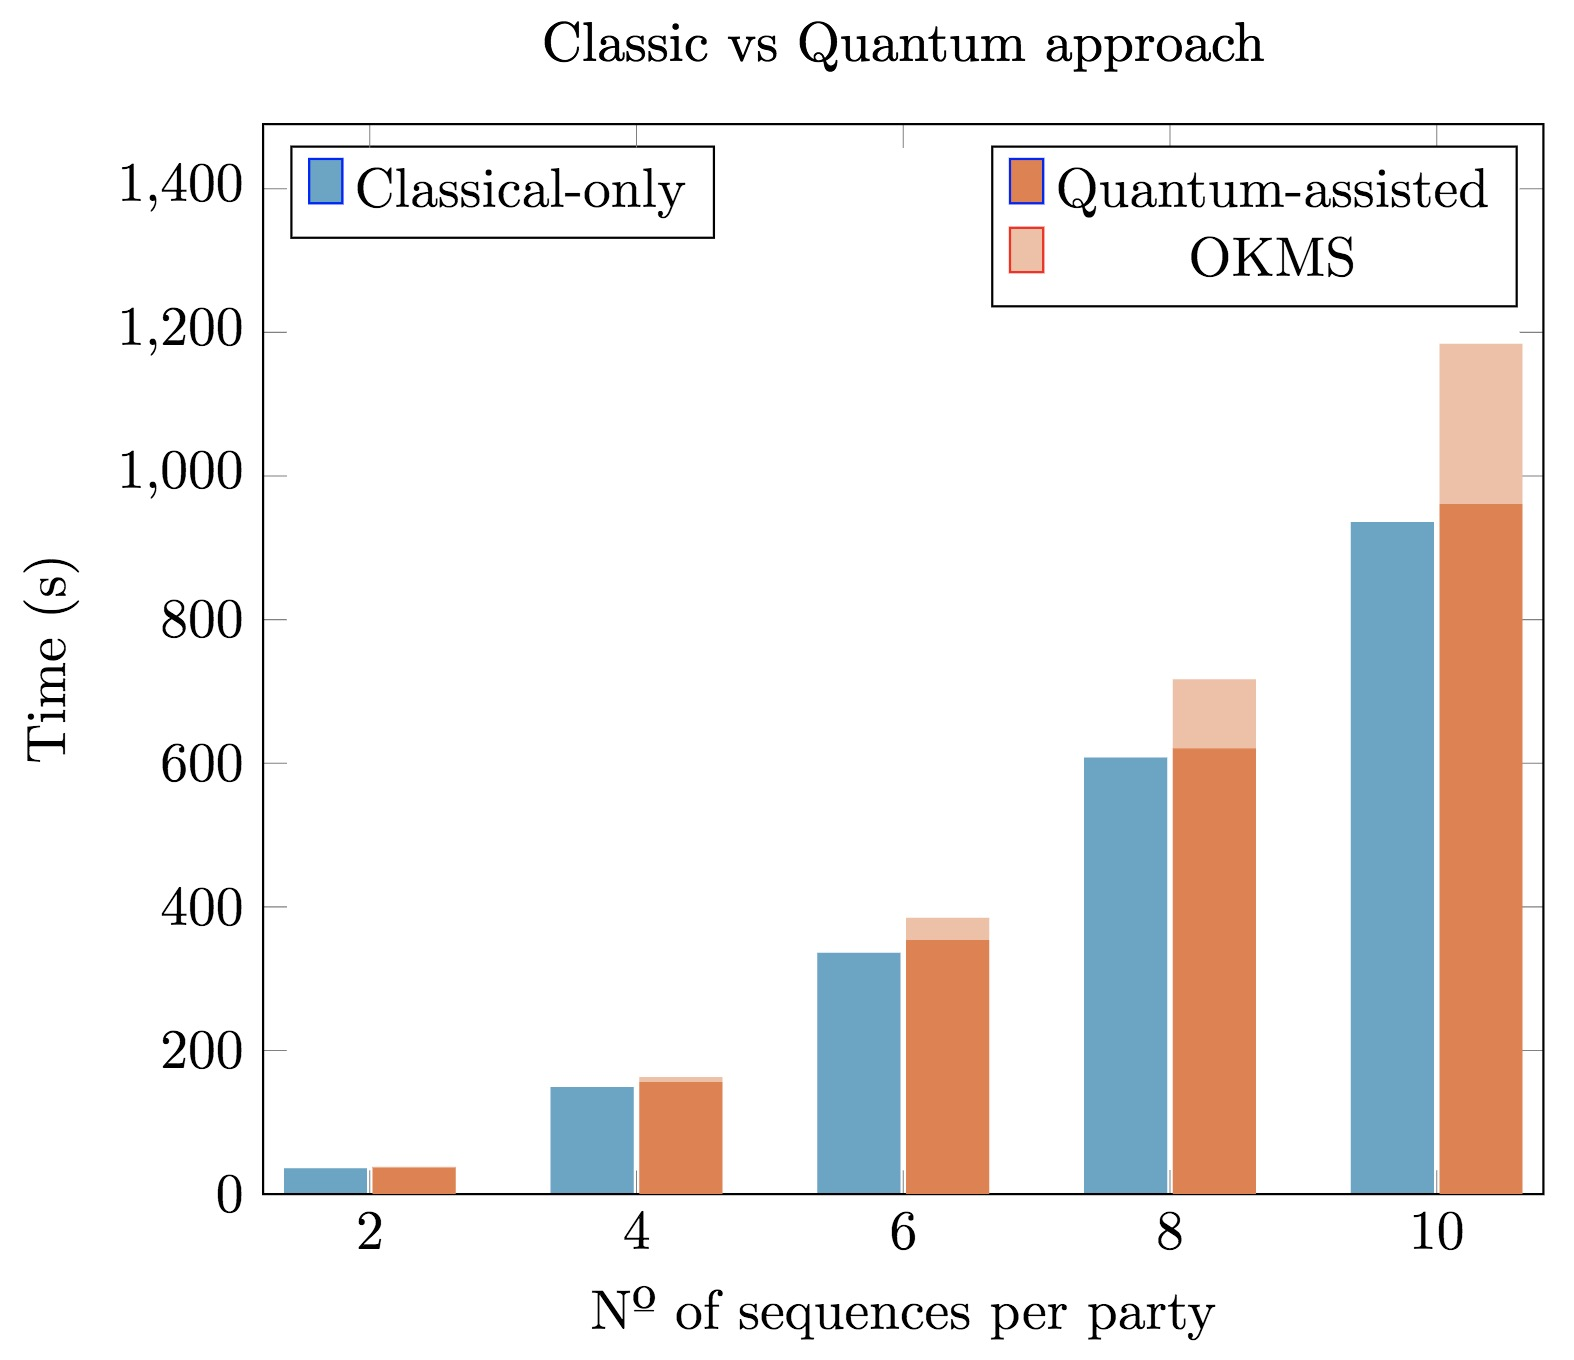 Classic vs Quantum approach
Classical-only
Quantum-assisted
OKMS
1,400
1,200
1,000
800
600
400
200
0
Time (s)
2 4 6 8 10
Nº of sequences per party